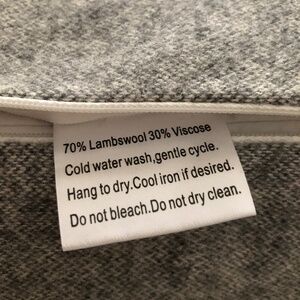 70% Lambswool 30% Viscose
Cold water wash,gentle cycle.
Hang to dry.Cool iron if desired.
Do not bleach.Do not dry clean.